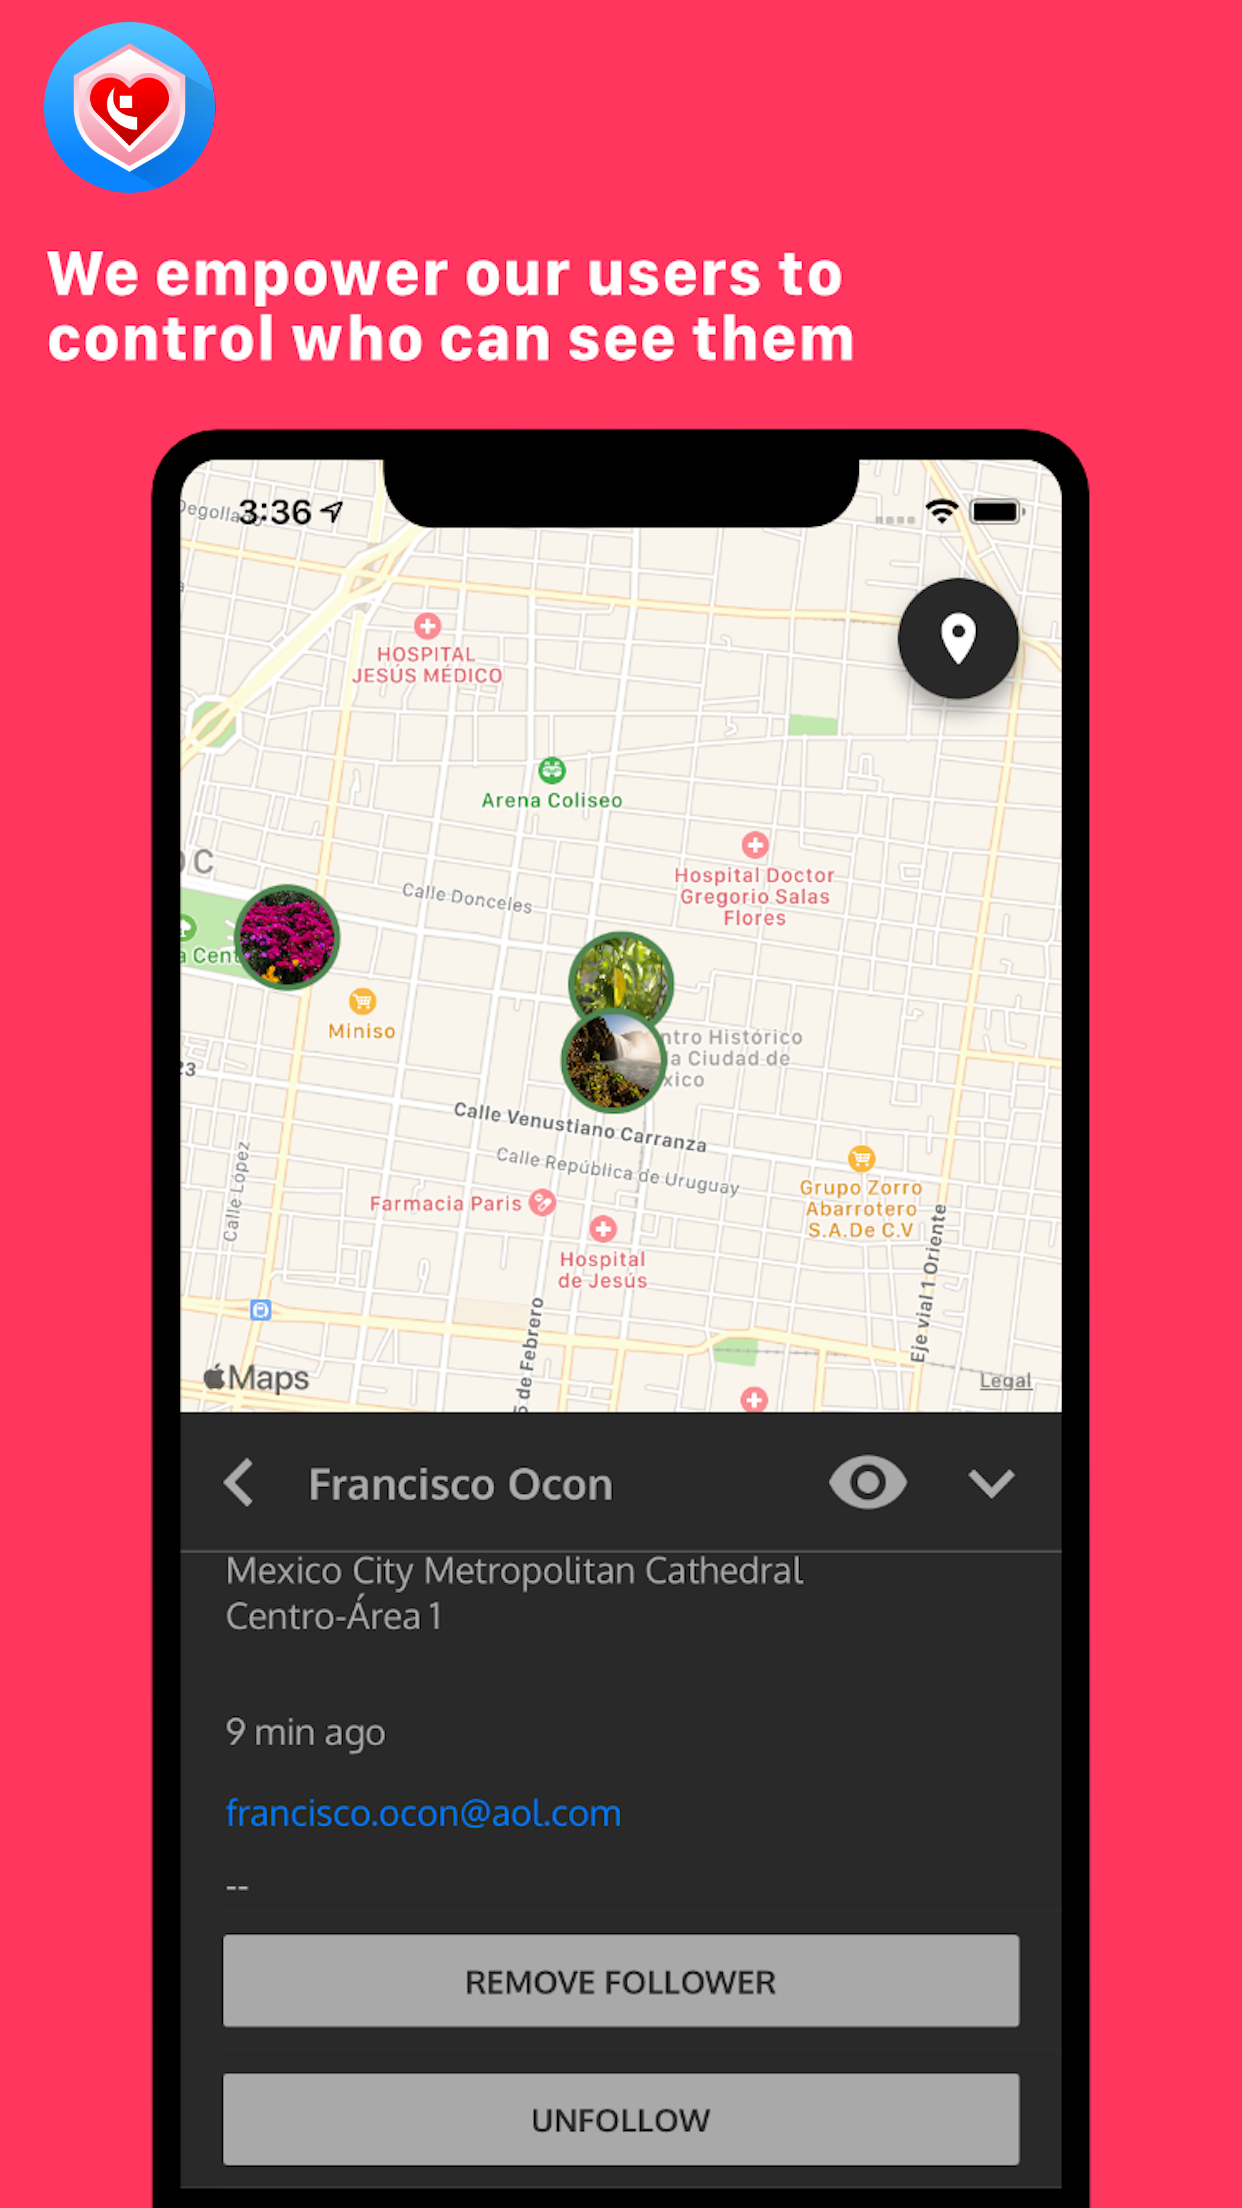 We empower our users to
control who can see them
3:36
HOSPITAL
JESÚS MÉDICO
Arena Coliseo
Hospital Doctor
Gregorio Salas
Flores
Calle Donceles
Miniso
Ciudad de
Calle Venustiano Carranza
Calle República de Uruguay
Calle López
Farmacia Paris
Hospital
de Jesús
Grupo Zorro
Abarrotero
S.A.De C.V
Eje vial 1 Oriente
5 de Febrero
Maps
Legal
Francisco Ocon
Mexico City Metropolitan Cathedral
Centro-Área 1
9 min ago
francisco.ocon@aol.com
--
REMOVE FOLLOWER
UNFOLLOW